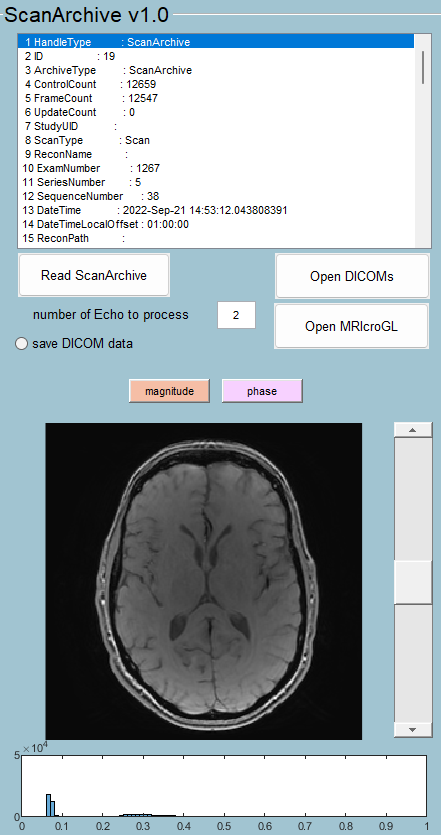 ScanArchive v1.0
1 HandleType : ScanArchive
2 ID : 19
3 ArchiveType : ScanArchive
4 ControlCount : 12659
5 FrameCount : 12547
6 UpdateCount : 0
7 StudyUID :
8 ScanType : Scan
9 ReconName :
10 ExamNumber : 1267
11 SeriesNumber : 5
12 SequenceNumber : 38
13 DateTime : 2022-Sep-21 14:53:12.043808391
14 DateTimeLocalOffset : 01:00:00
15 ReconPath :
Read ScanArchive
Open DICOMs
number of Echo to process 2
Open MRIcroGL
save DICOM data
magnitude phase
5 ×10^4
0
0 0.1 0.2 0.3 0.4 0.5 0.6 0.7 0.8 0.9 1